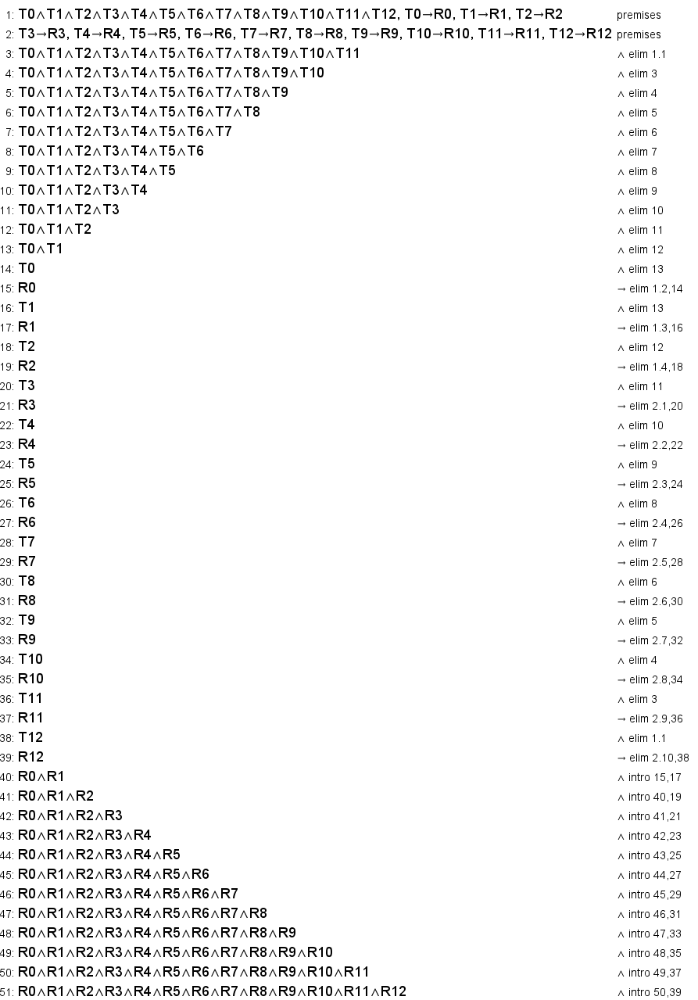 1: T0∧T1∧T2∧T3∧T4∧T5∧T6∧T7∧T8∧T9∧T10∧T11∧T12, T0→R0, T1→R1, T2→R2 premises
2: T3→R3, T4→R4, T5→R5, T6→R6, T7→R7, T8→R8, T9→R9, T10→R10, T11→R11, T12→R12 premises
3: T0∧T1∧T2∧T3∧T4∧T5∧T6∧T7∧T8∧T9∧T10∧T11 ∧ elim 1.1
4: T0∧T1∧T2∧T3∧T4∧T5∧T6∧T7∧T8∧T9∧T10 ∧ elim 3
5: T0∧T1∧T2∧T3∧T4∧T5∧T6∧T7∧T8∧T9 ∧ elim 4
6: T0∧T1∧T2∧T3∧T4∧T5∧T6∧T7∧T8 ∧ elim 5
7: T0∧T1∧T2∧T3∧T4∧T5∧T6∧T7 ∧ elim 6
8: T0∧T1∧T2∧T3∧T4∧T5∧T6 ∧ elim 7
9: T0∧T1∧T2∧T3∧T4∧T5 ∧ elim 8
10: T0∧T1∧T2∧T3∧T4 ∧ elim 9
11: T0∧T1∧T2∧T3 ∧ elim 10
12: T0∧T1∧T2 ∧ elim 11
13: T0∧T1 ∧ elim 12
14: T0 ∧ elim 13
15: R0 → elim 1.2,14
16: T1 ∧ elim 13
17: R1 → elim 1.3,16
18: T2 ∧ elim 12
19: R2 → elim 1.4,18
20: T3 ∧ elim 11
21: R3 → elim 2.1,20
22: T4 ∧ elim 10
23: R4 → elim 2.2,22
24: T5 ∧ elim 9
25: R5 → elim 2.3,24
26: T6 ∧ elim 8
27: R6 → elim 2.4,26
28: T7 ∧ elim 7
29: R7 → elim 2.5,28
30: T8 ∧ elim 6
31: R8 → elim 2.6,30
32: T9 ∧ elim 5
33: R9 → elim 2.7,32
34: T10 ∧ elim 4
35: R10 → elim 2.8,34
36: T11 ∧ elim 3
37: R11 → elim 2.9,36
38: T12 ∧ elim 1.1
39: R12 → elim 2.10,38
40: R0∧R1 ∧ intro 15,17
41: R0∧R1∧R2 ∧ intro 40,19
42: R0∧R1∧R2∧R3 ∧ intro 41,21
43: R0∧R1∧R2∧R3∧R4 ∧ intro 42,23
44: R0∧R1∧R2∧R3∧R4∧R5 ∧ intro 43,25
45: R0∧R1∧R2∧R3∧R4∧R5∧R6 ∧ intro 44,27
46: R0∧R1∧R2∧R3∧R4∧R5∧R6∧R7 ∧ intro 45,29
47: R0∧R1∧R2∧R3∧R4∧R5∧R6∧R7∧R8 ∧ intro 46,31
48: R0∧R1∧R2∧R3∧R4∧R5∧R6∧R7∧R8∧R9 ∧ intro 47,33
49: R0∧R1∧R2∧R3∧R4∧R5∧R6∧R7∧R8∧R9∧R10 ∧ intro 48,35
50: R0∧R1∧R2∧R3∧R4∧R5∧R6∧R7∧R8∧R9∧R10∧R11 ∧ intro 49,37
51: R0∧R1∧R2∧R3∧R4∧R5∧R6∧R7∧R8∧R9∧R10∧R11∧R12 ∧ intro 50,39